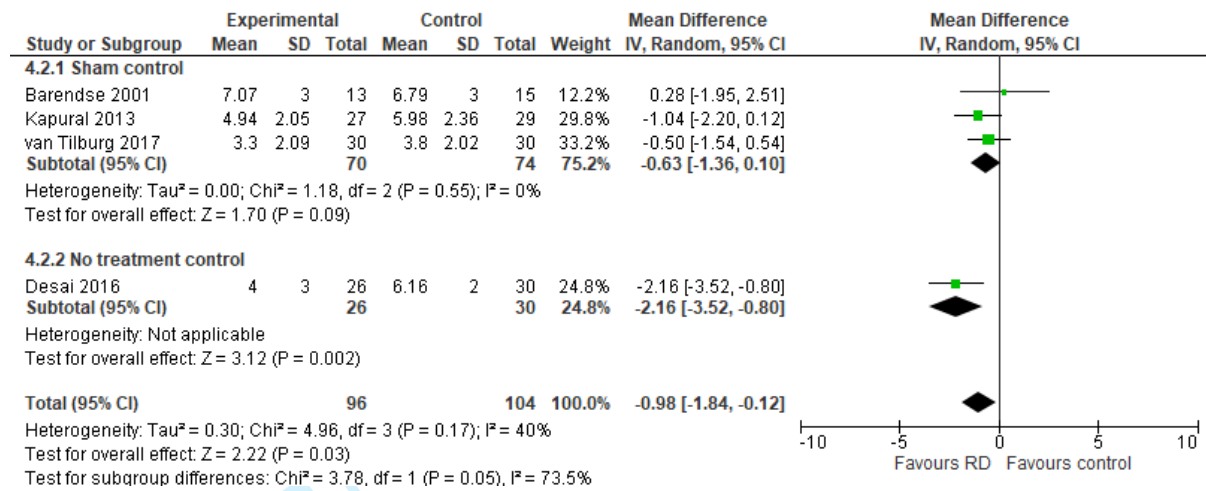 Experimental Control Mean Difference Mean Difference
Study or Subgroup Mean SD Total Mean SD Total Weight IV, Random, 95% CI IV, Random, 95% CI
4.2.1 Sham control
Barendse 2001 7.07 3 13 6.79 3 15 12.2% 0.28 [-1.95, 2.51]
Kapural 2013 4.94 2.05 27 5.98 2.36 29 29.8% -1.04 [-2.20, 0.12]
van Tilburg 2017 3.3 2.09 30 3.8 2.02 30 33.2% -0.50 [-1.54, 0.54]
Subtotal (95% CI) 70 74 75.2% -0.63 [-1.36, 0.10]
Heterogeneity: Tau² = 0.00; Chi² = 1.18, df = 2 (P = 0.55); I² = 0%
Test for overall effect: Z = 1.70 (P = 0.09)
4.2.2 No treatment control
Desai 2016 4 3 26 6.16 2 30 24.8% -2.16 [-3.52, -0.80]
Subtotal (95% CI) 26 30 24.8% -2.16 [-3.52, -0.80]
Heterogeneity: Not applicable
Test for overall effect: Z = 3.12 (P = 0.002)
Total (95% CI) 96 104 100.0% -0.98 [-1.84, -0.12]
Heterogeneity: Tau² = 0.30; Chi² = 4.96, df = 3 (P = 0.17); I² = 40%
Test for overall effect: Z = 2.22 (P = 0.03)
Test for subgroup differences: Chi² = 3.78, df = 1 (P = 0.05), I² = 73.5%
-10 -5 0 5 10
Favours RD Favours control